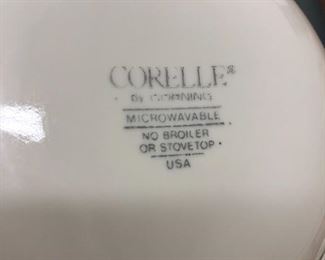 CORELLE®
BY CORNING
MICROWAVABLE
NO BROILER
OR STOVETOP
USA